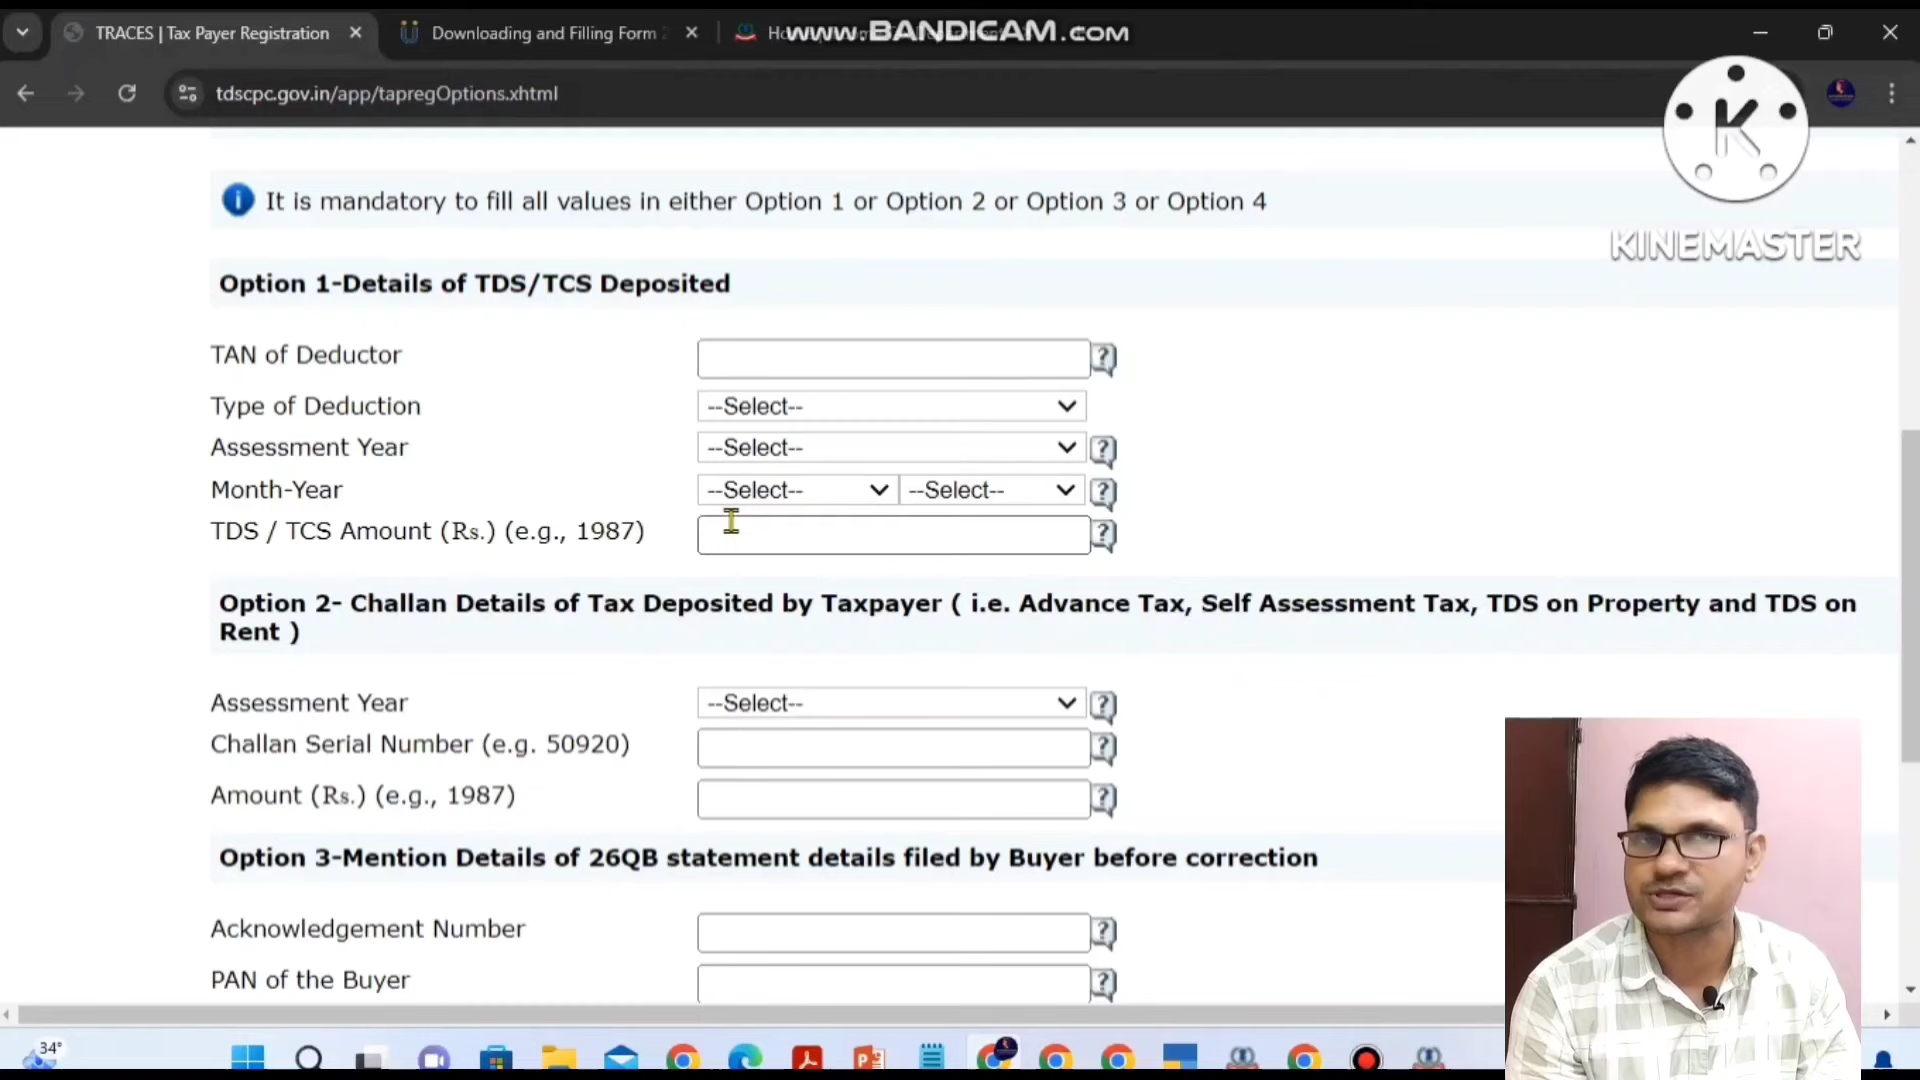 TRACES | Tax Payer Registration
Downloading and Filling Form
www.BANDICAM.com
tdscpc.gov.in/app/tapregOptions.xhtml
K
KINEMASTER
It is mandatory to fill all values in either Option 1 or Option 2 or Option 3 or Option 4
Option 1-Details of TDS/TCS Deposited
TAN of Deductor
?
Type of Deduction
--Select--
Assessment Year
--Select--
?
Month-Year
--Select--
--Select--
?
TDS / TCS Amount (Rs.) (e.g., 1987)
?
Option 2- Challan Details of Tax Deposited by Taxpayer ( i.e. Advance Tax, Self Assessment Tax, TDS on Property and TDS on
Rent )
Assessment Year
--Select--
?
Challan Serial Number (e.g. 50920)
?
Amount (Rs.) (e.g., 1987)
?
Option 3-Mention Details of 26QB statement details filed by Buyer before correction
Acknowledgement Number
?
PAN of the Buyer
?
34°